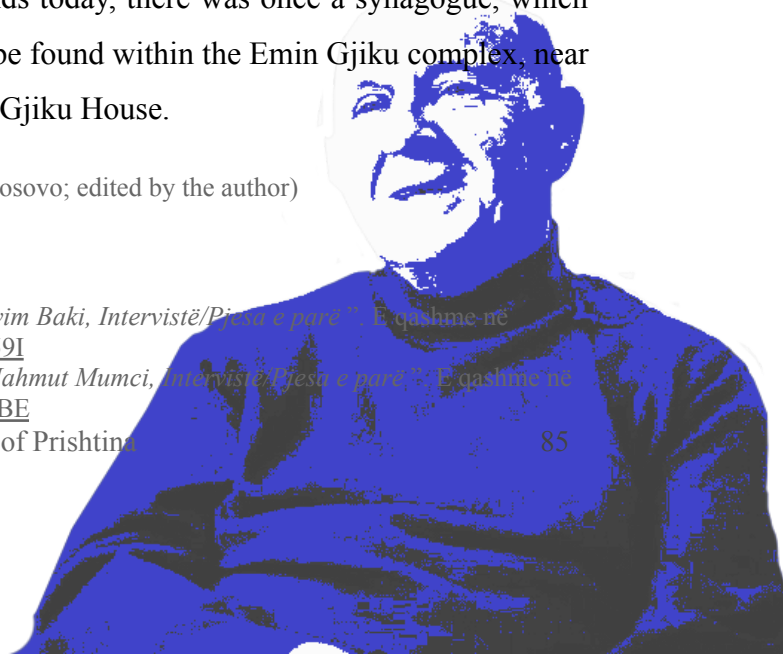 ds today, there was once a synagogue, which
be found within the Emin Gjiku complex, near
Gjiku House.
osovo; edited by the author)
vim Baki, Intervistë/Pjesa e parë ”. E qashme në
9I
Mahmut Mumci, Intervistë/Pjesa e parë ”. E qashme në
BE
of Prishtina 85